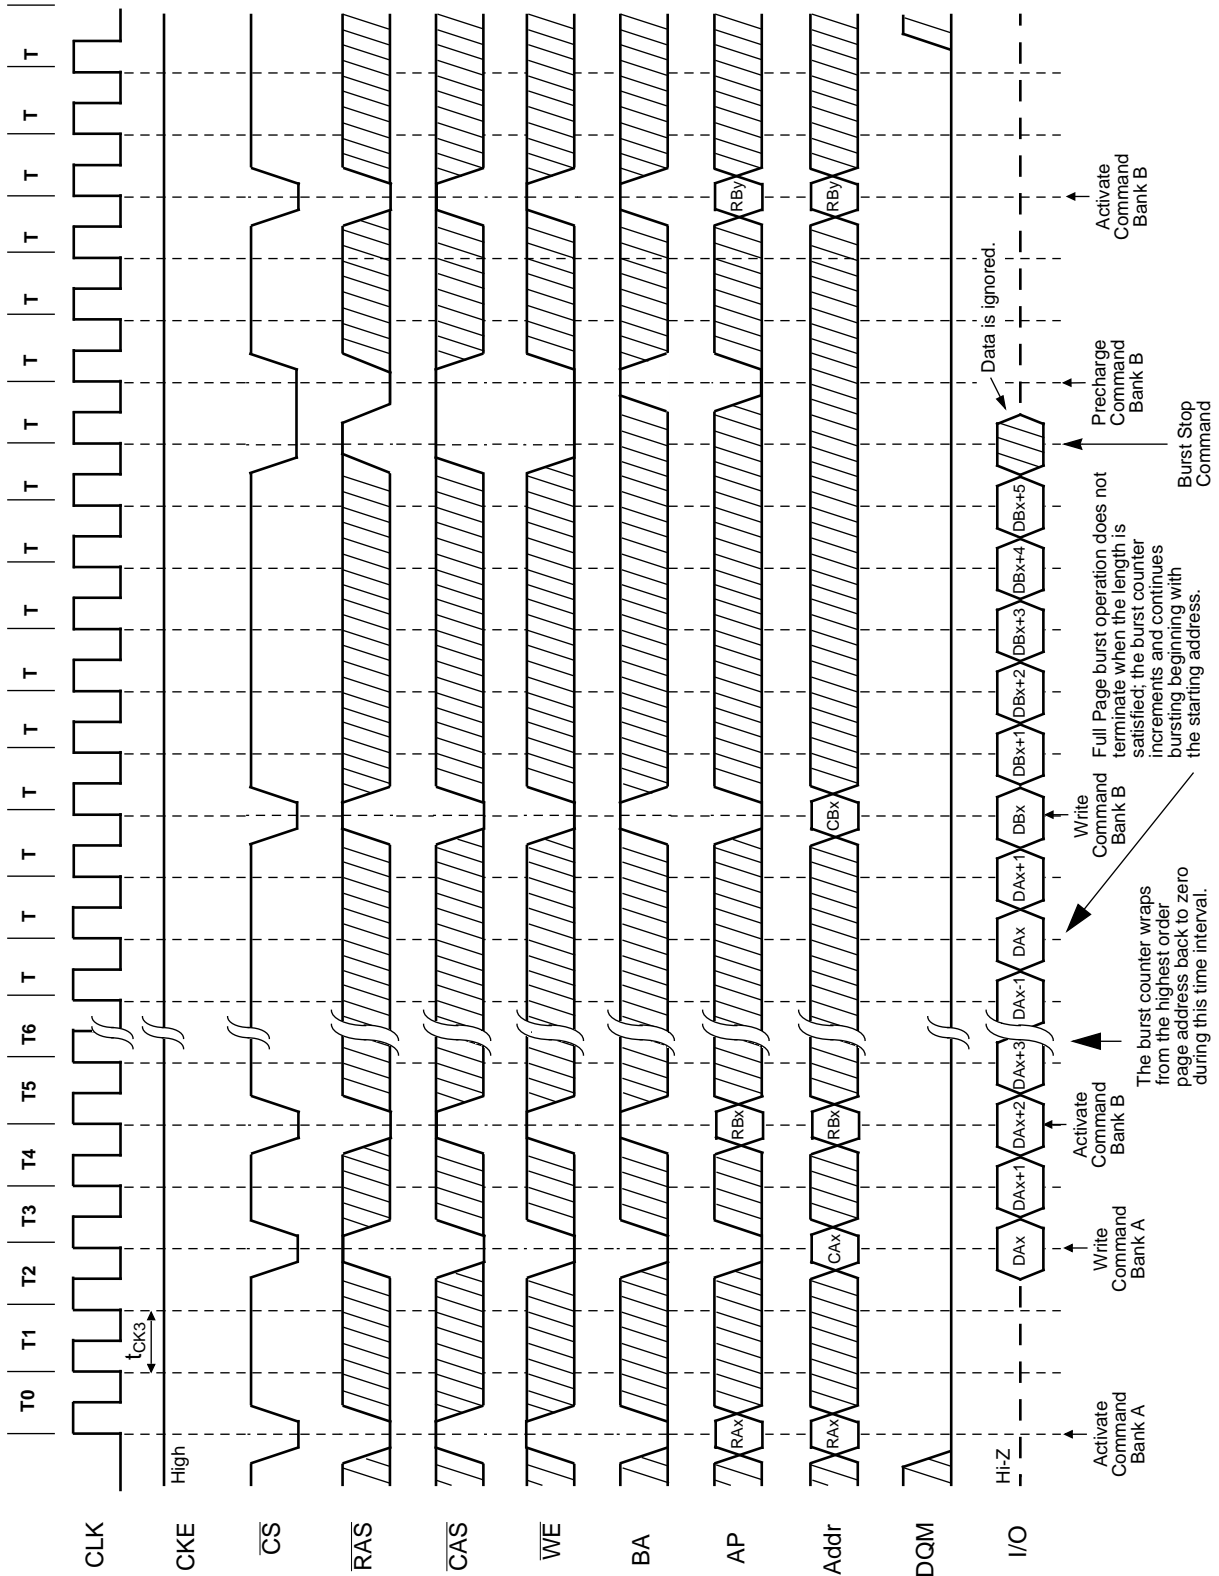 T0 T1 T2 T3 T4 T5 T6 T T T T T T T T T T T T T T T T
CLK
tCK3
CKE
High
CS
RAS
CAS
WE
BA
AP
RAx RBx RBy
Addr
RAx CAx RBx CBx RBy
DQM
I/O
Hi-Z
DAx DAx+1 DAx+2 DAx+3 DAx-1 DAx DAx+1 DBx DBx+1 DBx+2 DBx+3 DBx+4 DBx+5
Data is ignored.
Activate
Command
Bank A
Write
Command
Bank A
Activate
Command
Bank B
The burst counter wraps
from the highest order
page address back to zero
during this time interval.
Write
Command
Bank B
Full Page burst operation does not
terminate when the length is
satisfied; the burst counter
increments and continues
bursting beginning with
the starting address.
Burst Stop
Command
Precharge
Command
Bank B
Activate
Command
Bank B